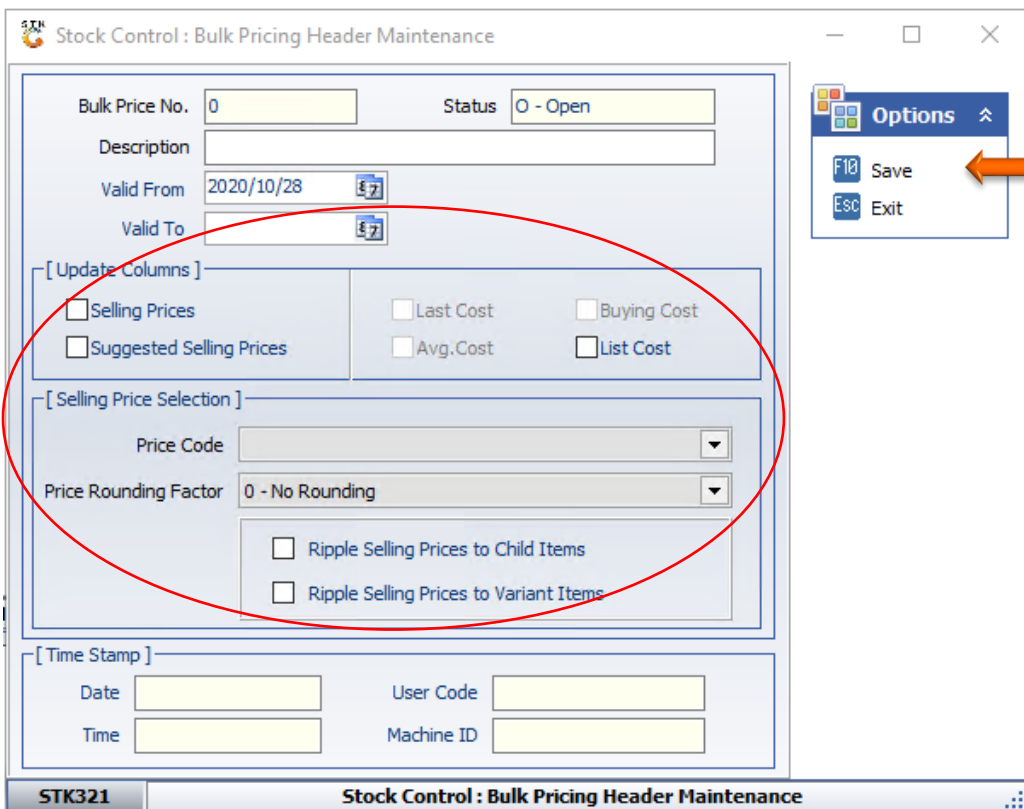 STK
Stock Control : Bulk Pricing Header Maintenance
Bulk Price No. 0 Status O - Open
Description
Valid From 2020/10/28
Valid To
[ Update Columns ]
Selling Prices Last Cost Buying Cost
Suggested Selling Prices Avg.Cost List Cost
[ Selling Price Selection ]
Price Code
Price Rounding Factor 0 - No Rounding
Ripple Selling Prices to Child Items
Ripple Selling Prices to Variant Items
[ Time Stamp ]
Date User Code
Time Machine ID
Options
F10 Save
Esc Exit
STK321 Stock Control : Bulk Pricing Header Maintenance